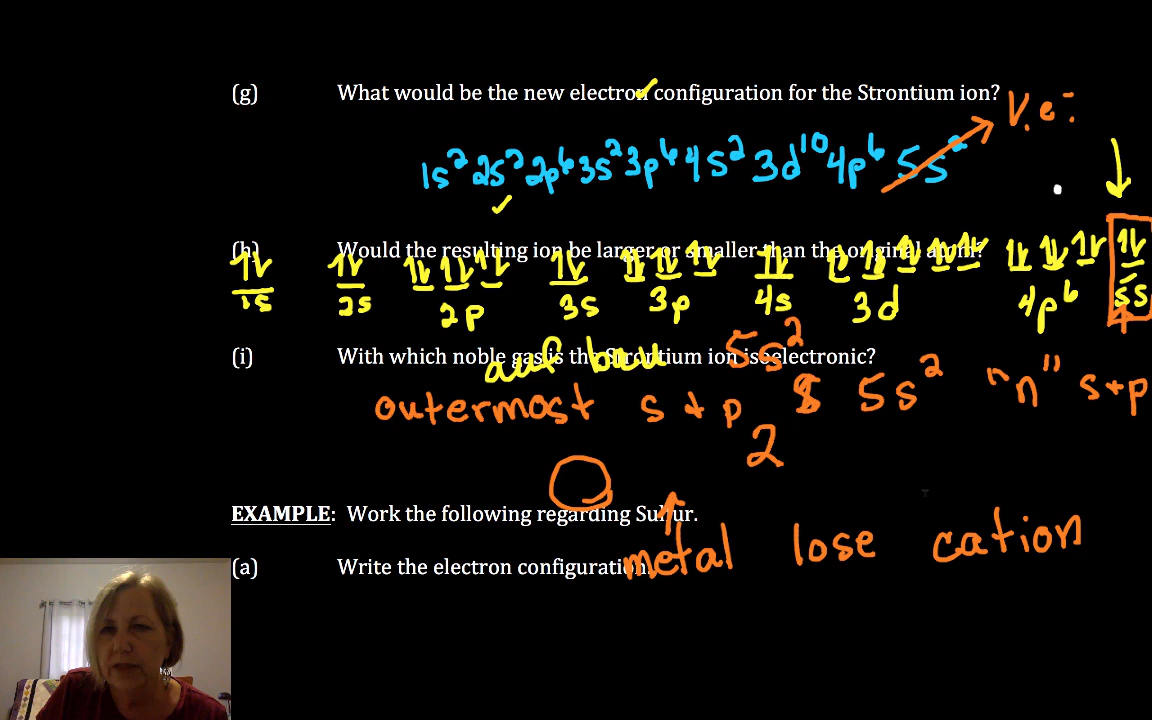 (g) What would be the new electron configuration for the Strontium ion?
V.e⁻
1s² 2s² 2p⁶ 3s² 3p⁶ 4s² 3d¹⁰ 4p⁶ 5s²
(h) Would the resulting ion be larger or smaller than the original atom?
1s 2s 2p 3s 3p 4s 3d 4p⁶ 5s
(i) With which noble gas is the Strontium ion isoelectronic?
auf bau 5s²
outermost s + p 5s² "n" s+p
2
EXAMPLE: Work the following regarding Sulfur.
metal lose cation
(a) Write the electron configuration.